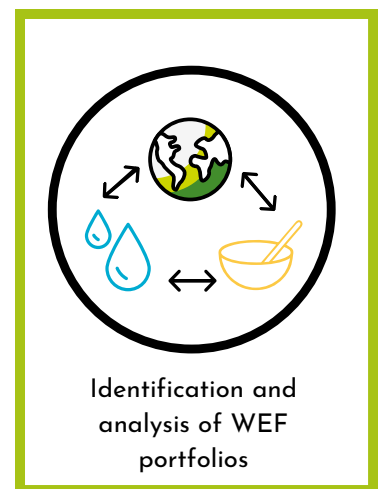 Identification and
analysis of WEF
portfolios